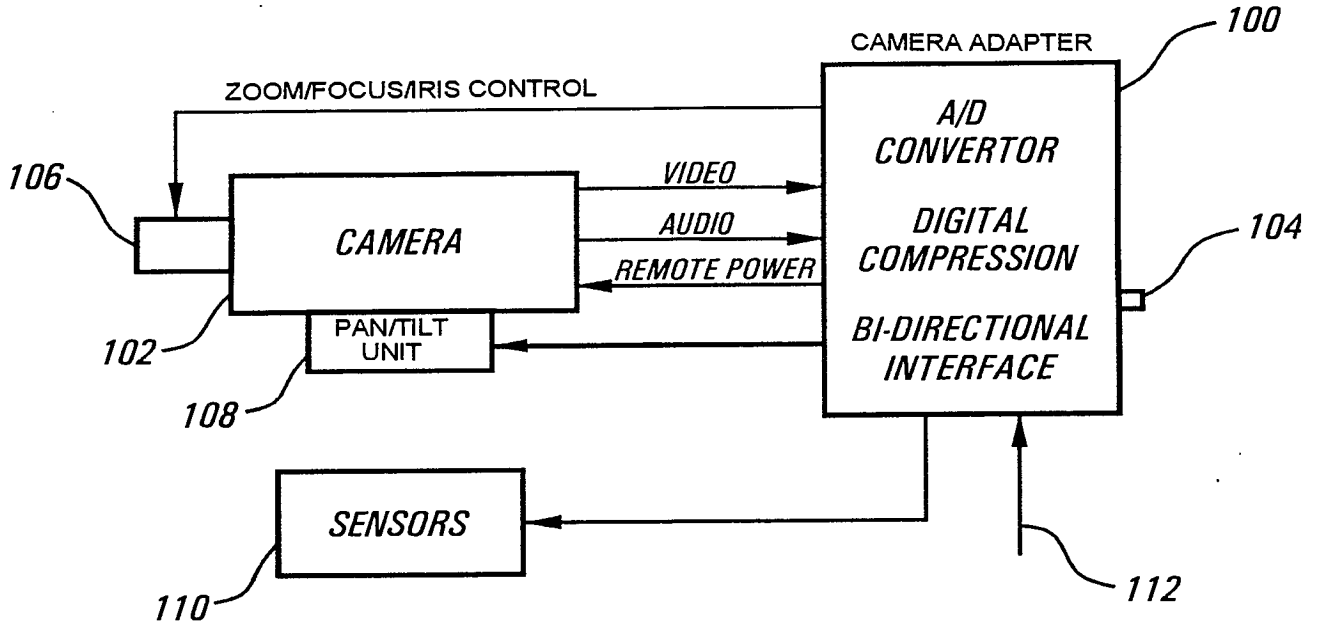 100
CAMERA ADAPTER
ZOOM/FOCUS/IRIS CONTROL
A/D
CONVERTOR
106
VIDEO
CAMERA
AUDIO
DIGITAL
COMPRESSION
104
REMOTE POWER
PAN/TILT
UNIT
BI-DIRECTIONAL
INTERFACE
102
108
SENSORS
110
112